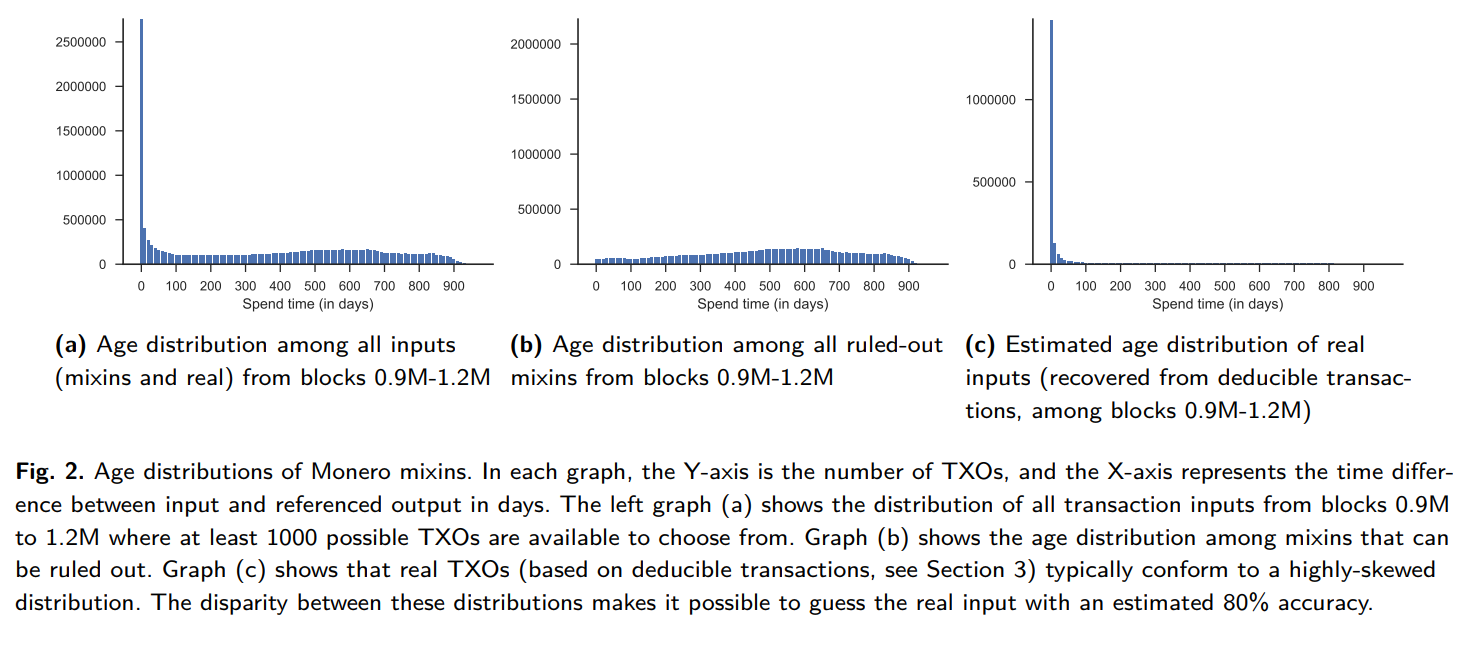 2500000
2000000
1500000
1000000
500000
0
0 100 200 300 400 500 600 700 800 900
Spend time (in days)
2000000
1500000
1000000
500000
0
0 100 200 300 400 500 600 700 800 900
Spend time (in days)
1000000
500000
0
0 100 200 300 400 500 600 700 800 900
Spend time (in days)
(a) Age distribution among all inputs
(mixins and real) from blocks 0.9M-1.2M
(b) Age distribution among all ruled-out
mixins from blocks 0.9M-1.2M
(c) Estimated age distribution of real
inputs (recovered from deducible transac-
tions, among blocks 0.9M-1.2M)
Fig. 2. Age distributions of Monero mixins. In each graph, the Y-axis is the number of TXOs, and the X-axis represents the time differ-
ence between input and referenced output in days. The left graph (a) shows the distribution of all transaction inputs from blocks 0.9M
to 1.2M where at least 1000 possible TXOs are available to choose from. Graph (b) shows the age distribution among mixins that can
be ruled out. Graph (c) shows that real TXOs (based on deducible transactions, see Section 3) typically conform to a highly-skewed
distribution. The disparity between these distributions makes it possible to guess the real input with an estimated 80% accuracy.